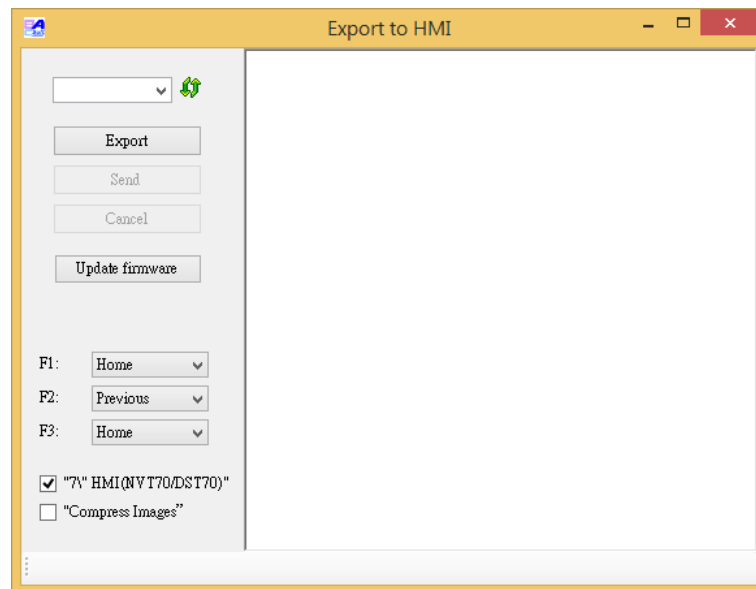 Export to HMI
Export
Send
Cancel
Update firmware
F1: Home
F2: Previous
F3: Home
"7\" HMI(NVT70/DST70)"
"Compress Images”